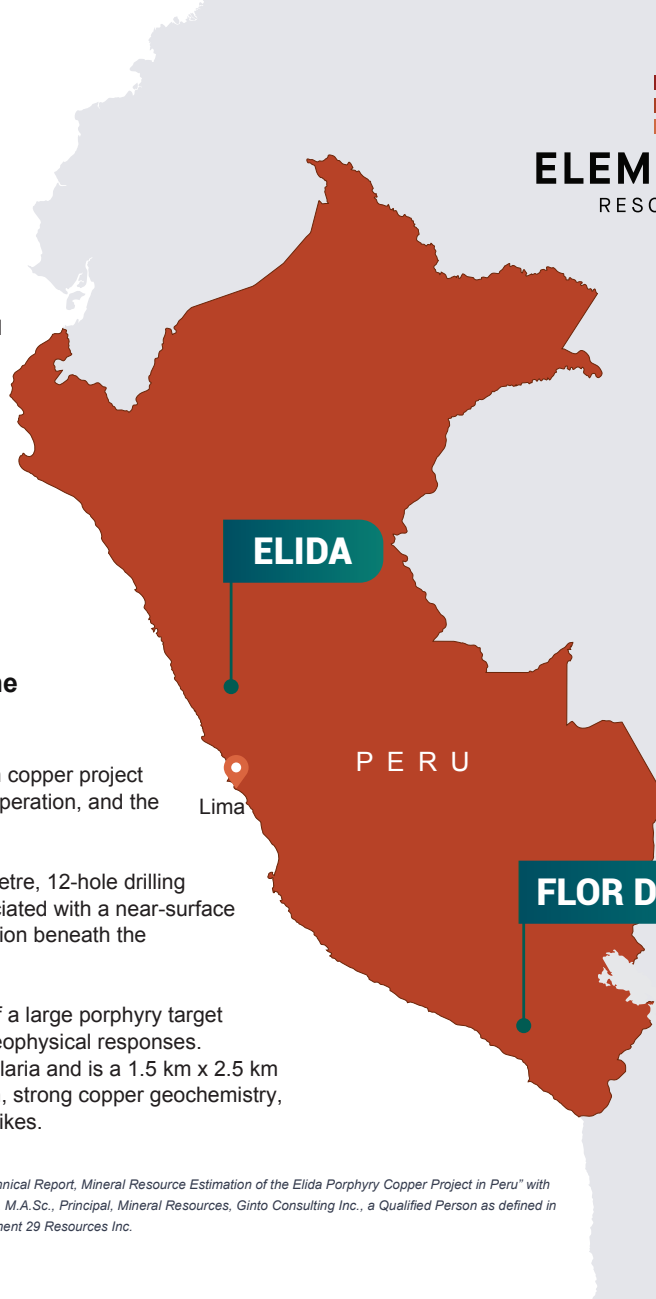 ELEM
RESO
ELIDA
ne
PERU
copper project
peration, and the
Lima
etre, 12-hole drilling
ciated with a near-surface
ion beneath the
FLOR D
f a large porphyry target
eophysical responses.
laria and is a 1.5 km x 2.5 km
, strong copper geochemistry,
ikes.
nnical Report, Mineral Resource Estimation of the Elida Porphyry Copper Project in Peru” with
M.A.Sc., Principal, Mineral Resources, Ginto Consulting Inc., a Qualified Person as defined in
ment 29 Resources Inc.